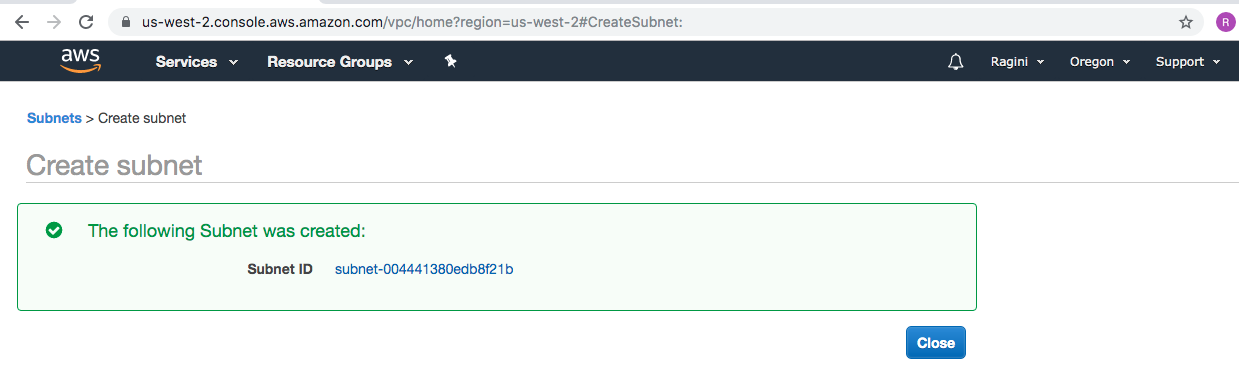 us-west-2.console.aws.amazon.com/vpc/home?region=us-west-2#CreateSubnet:
R
aws Services Resource Groups Ragini Oregon Support
Subnets > Create subnet
Create subnet
The following Subnet was created:
Subnet ID subnet-004441380edb8f21b
Close